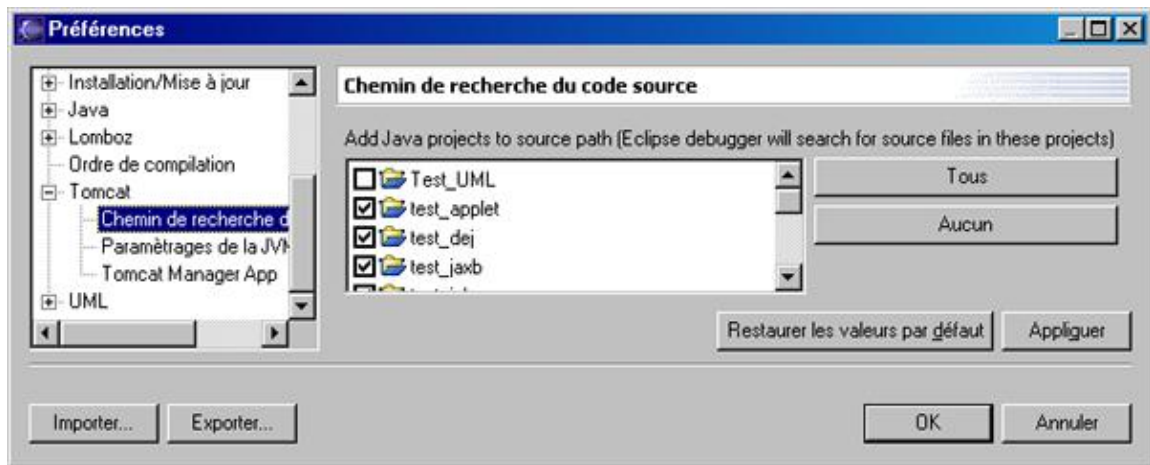 Préférences
Installation/Mise à jour
Java
Lomboz
Ordre de compilation
Tomcat
Chemin de recherche d
Paramètrages de la JVM
Tomcat Manager App
UML
Chemin de recherche du code source
Add Java projects to source path (Eclipse debugger will search for source files in these projects)
Test_UML
test_applet
test_dej
test_jaxb
Tous
Aucun
Restaurer les valeurs par défaut
Appliquer
Importer...
Exporter...
OK
Annuler